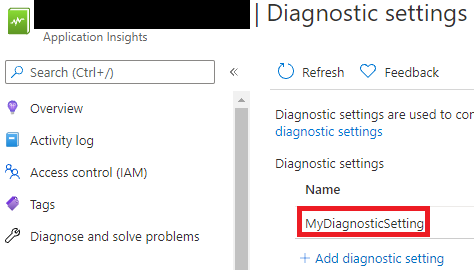 | Diagnostic settings
Application Insights
Search (Ctrl+/)
«
Refresh
Feedback
Overview
Activity log
Access control (IAM)
Tags
Diagnose and solve problems
Diagnostic settings are used to co
diagnostic settings
Diagnostic settings
Name
MyDiagnosticSetting
+ Add diagnostic setting